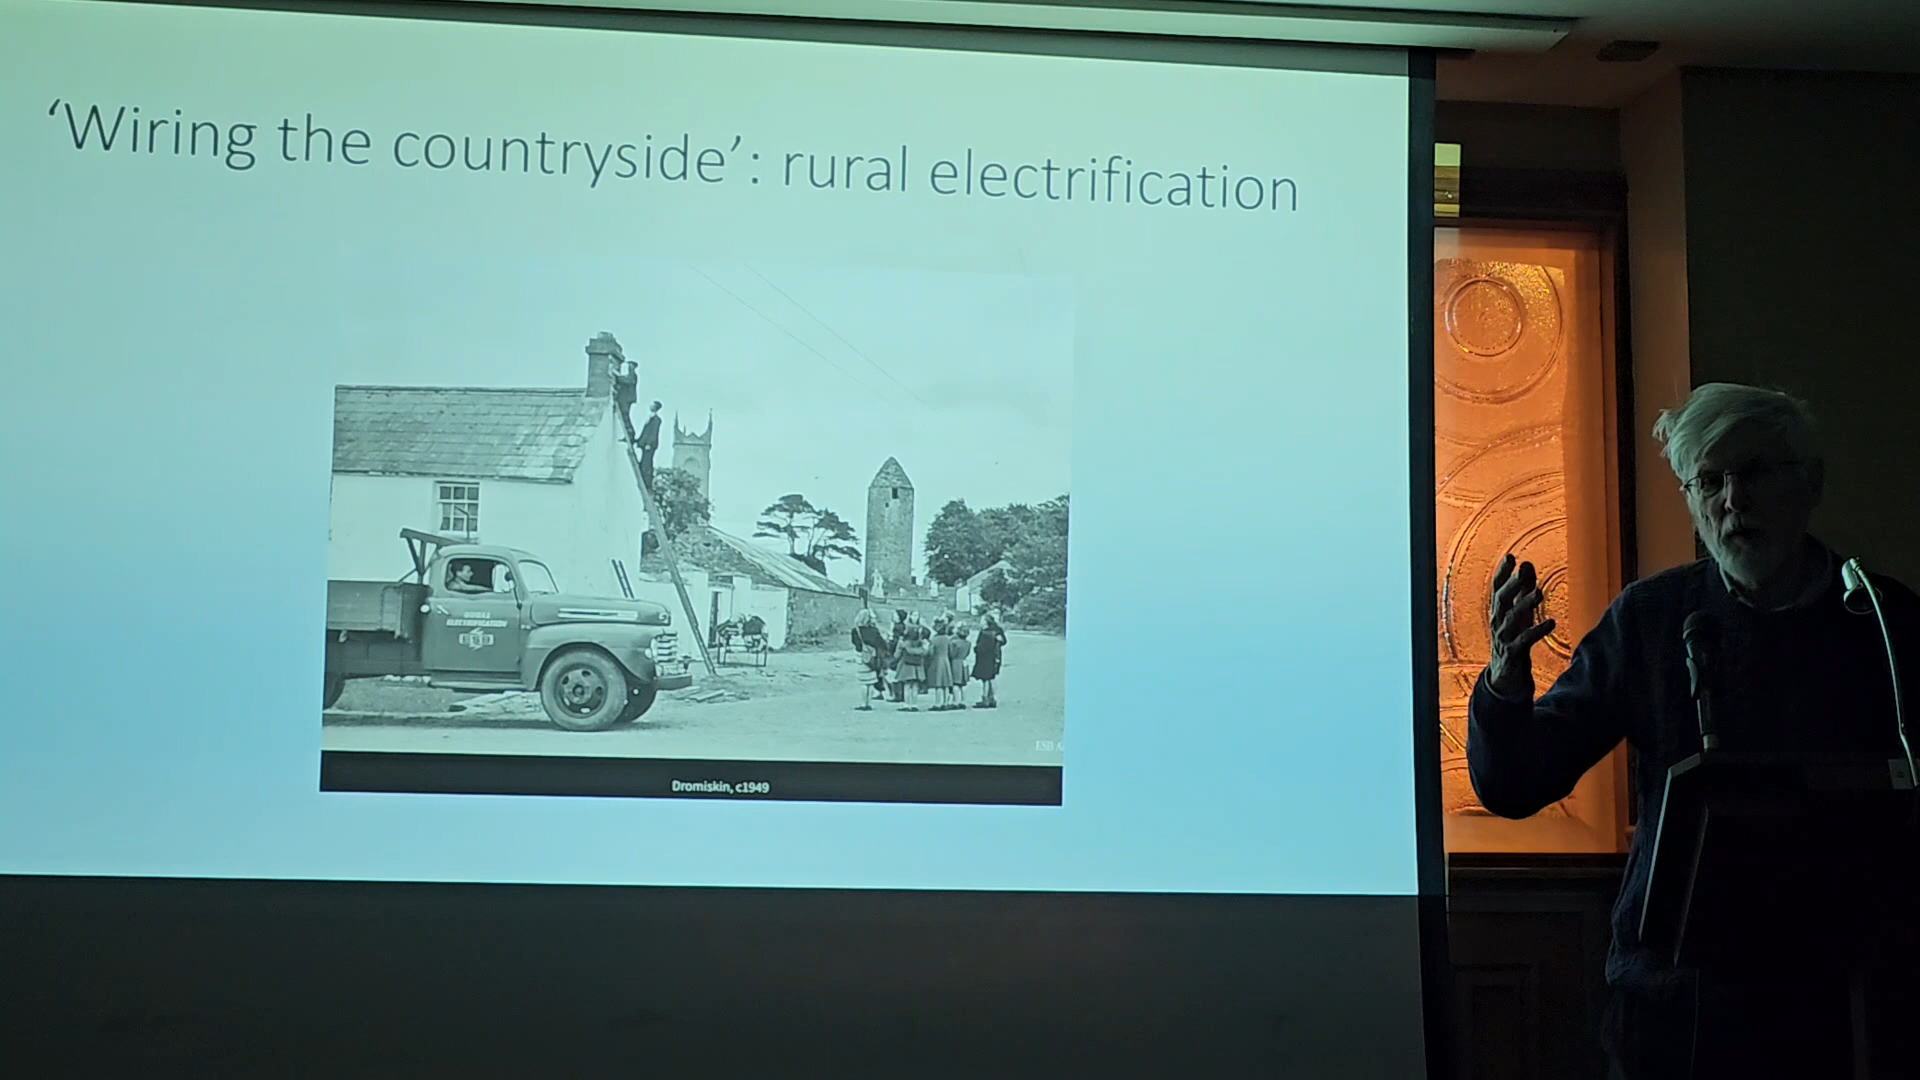 ‘Wiring the countryside’: rural electrification
RURAL
ELECTRIFICATION
Dromiskin, c1949